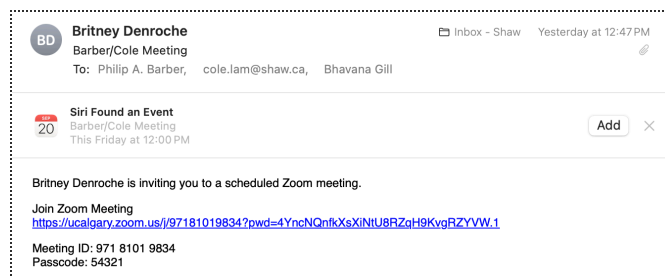 BD
Britney Denroche
Inbox - Shaw Yesterday at 12:47 PM
Barber/Cole Meeting
To: Philip A. Barber, cole.lam@shaw.ca, Bhavana Gill
Siri Found an Event
SEP
20
Barber/Cole Meeting
This Friday at 12:00 PM
Add
Britney Denroche is inviting you to a scheduled Zoom meeting.
Join Zoom Meeting
https://ucalgary.zoom.us/j/97181019834?pwd=4YncNQnfkXsXiNtU8RZqH9KvgRZYVW.1
Meeting ID: 971 8101 9834
Passcode: 54321